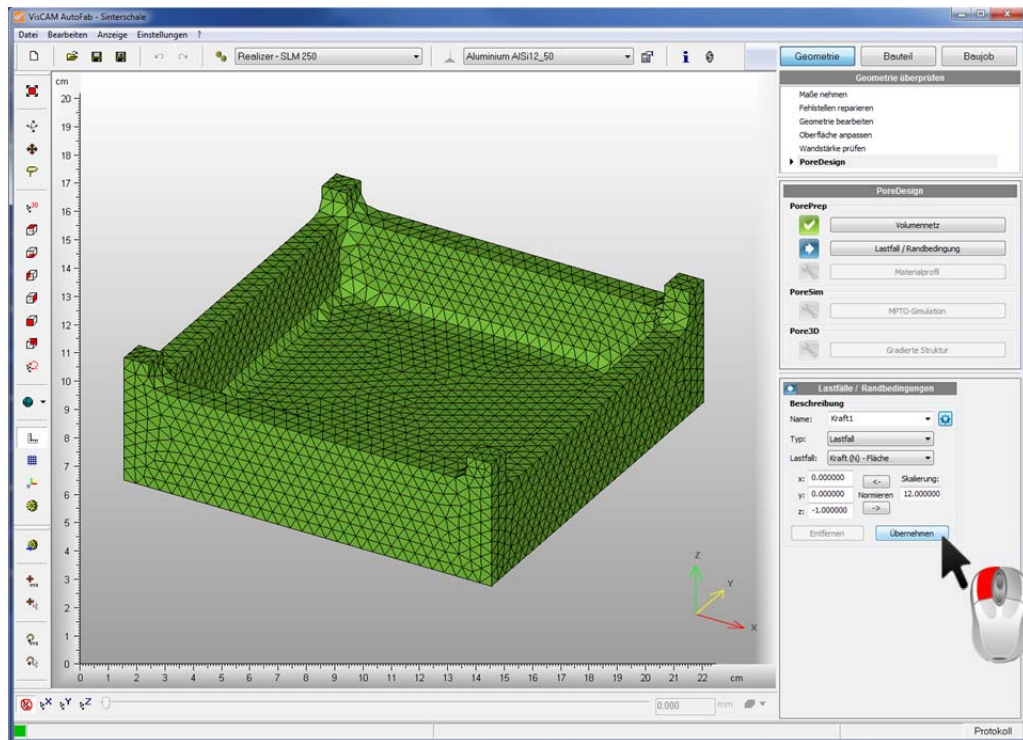 VisCAM AutoFab - Sinterschale
Datei Bearbeiten Anzeige Einstellungen ?
Realizer - SLM 250
Aluminium AlSi12_50
Geometrie Bauteil Baujob
Geometrie überprüfen
Maße nehmen
Fehlstellen reparieren
Geometrie bearbeiten
Oberfläche anpassen
Wandstärke prüfen
PoreDesign
PoreDesign
PorePrep
Volumennetz
Lastfall / Randbedingung
Materialprofil
PoreSim
MPTO-Simulation
Pore3D
Gradierte Struktur
Lastfälle / Randbedingungen
Beschreibung
Name: Kraft1
Typ: Lastfall
Lastfall: Kraft (N) - Fläche
x: 0.000000 <- Skalierung:
y: 0.000000 Normieren 12.000000
z: -1.000000 ->
Entfernen Übernehmen
cm
20
19
18
17
16
15
14
13
12
11
10
9
8
7
6
5
4
3
2
1
0
0 1 2 3 4 5 6 7 8 9 10 11 12 13 14 15 16 17 18 19 20 21 22 cm
Z
Y
X
3D
X Y Z 0.000 mm
Protokoll